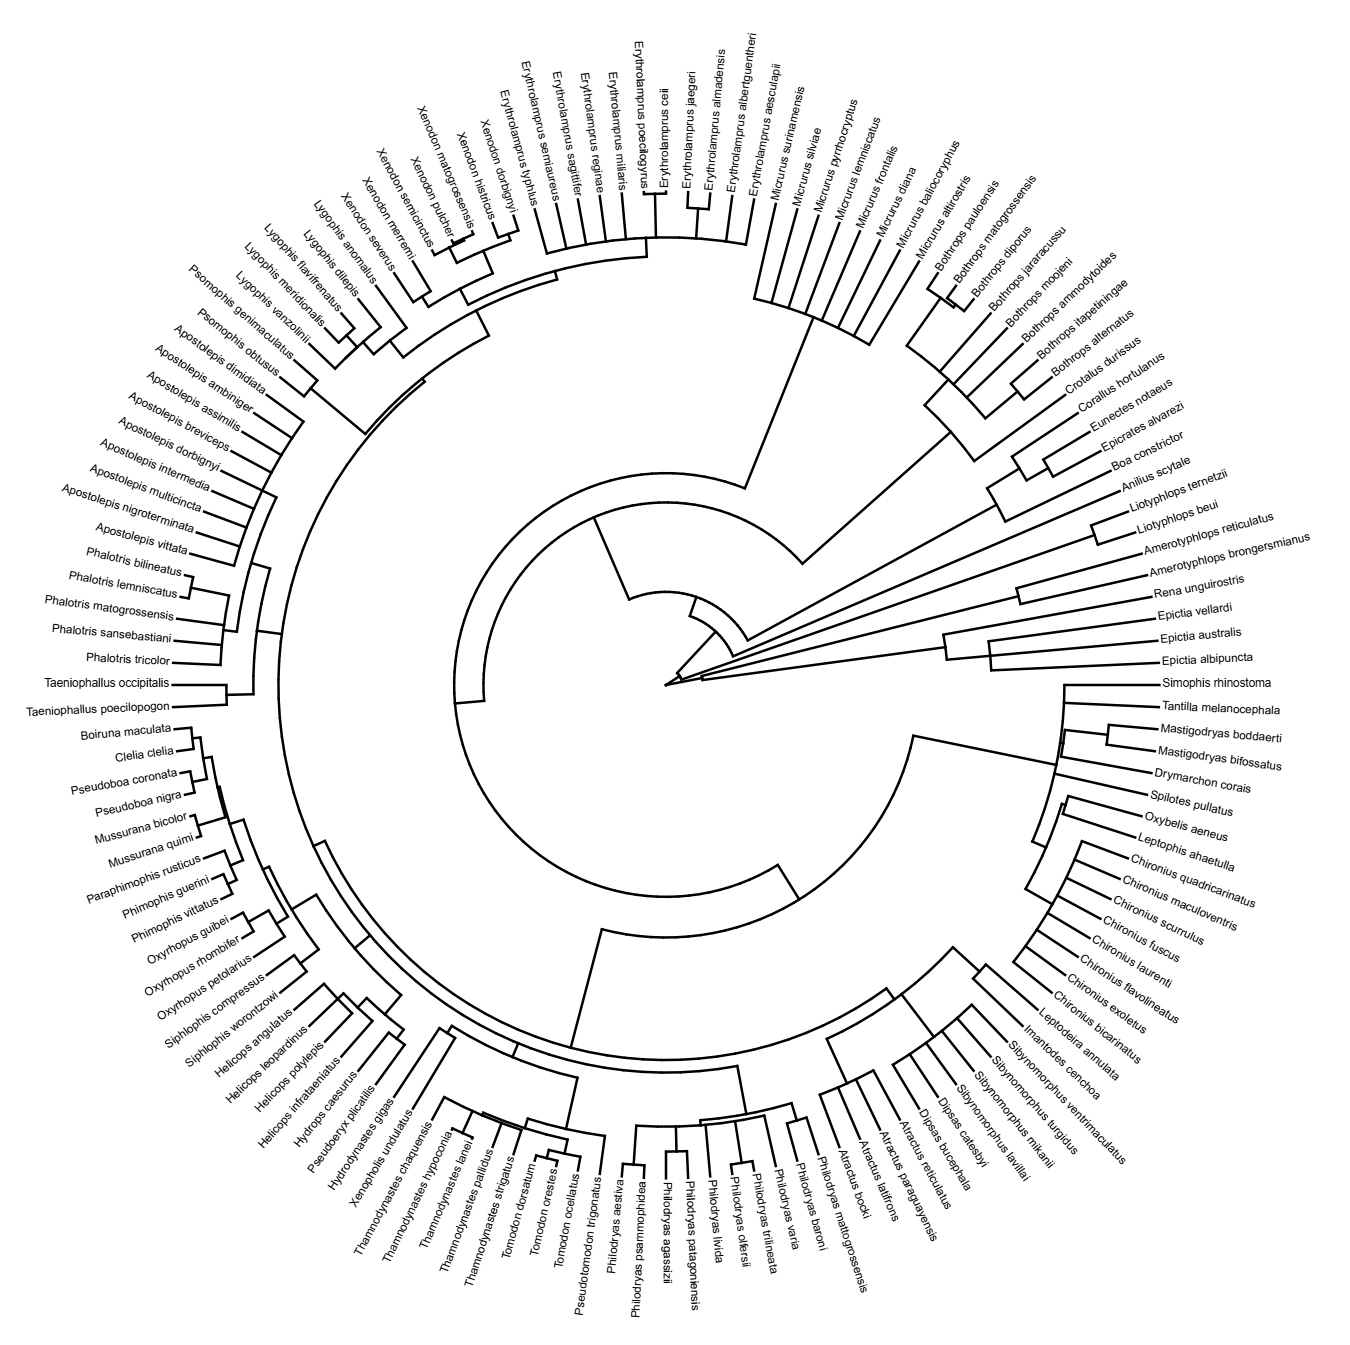 Erythrolamprus ceii
Erythrolamprus jaegeri
Erythrolamprus almadensis
Erythrolamprus albertguentheri
Erythrolamprus aesculapii
Micrurus surinamensis
Micrurus silviae
Micrurus pyrrhocryptus
Micrurus lemniscatus
Micrurus frontalis
Micrurus diana
Micrurus baliocoryphus
Micrurus altirostris
Bothrops pauloensis
Bothrops matogrossensis
Bothrops diporus
Bothrops jararacussu
Bothrops moojeni
Bothrops ammodytoides
Bothrops itapetiningae
Bothrops alternatus
Crotalus durissus
Corallus hortulanus
Eunectes notaeus
Epicrates alvarezi
Boa constrictor
Anilius scytale
Liotyphlops ternetzii
Liotyphlops beui
Amerotyphlops reticulatus
Amerotyphlops brongersmianus
Rena unguirostris
Epictia vellardi
Epictia australis
Epictia albipuncta
Simophis rhinostoma
Tantilla melanocephala
Mastigodryas boddaerti
Mastigodryas bifossatus
Drymarchon corais
Spilotes pullatus
Oxybelis aeneus
Leptophis ahaetulla
Chironius quadricarinatus
Chironius maculoventris
Chironius scurrulus
Chironius fuscus
Chironius laurenti
Chironius flavolineatus
Chironius exoletus
Chironius bicarinatus
Leptodeira annulata
Imantodes cenchoa
Sibynomorphus ventrimaculatus
Sibynomorphus turgidus
Sibynomorphus mikanii
Sibynomorphus lavillai
Dipsas catesbyi
Dipsas bucephala
Atractus reticulatus
Atractus paraguayensis
Atractus latifrons
Atractus bocki
Philodryas mattogrossensis
Philodryas baroni
Philodryas varia
Philodryas trilineata
Philodryas olfersii
Philodryas livida
Philodryas patagoniensis
Philodryas agassizii
Philodryas psammophidea
Philodryas aestiva
Pseudotomodon trigonatus
Tomodon ocellatus
Tomodon orestes
Tomodon dorsatum
Thamnodynastes strigatus
Thamnodynastes pallidus
Thamnodynastes lanei
Thamnodynastes hypoconia
Thamnodynastes chaquensis
Xenopholis undulatus
Hydrodynastes gigas
Pseudoeryx plicatilis
Hydrops caesurus
Helicops infrataeniatus
Helicops polylepis
Helicops leopardinus
Helicops angulatus
Siphlophis worontzowi
Siphlophis compressus
Oxyrhopus petolarius
Oxyrhopus rhombifer
Oxyrhopus guibei
Phimophis vittatus
Phimophis guerini
Paraphimophis rusticus
Mussurana quimi
Mussurana bicolor
Pseudoboa nigra
Pseudoboa coronata
Clelia clelia
Boiruna maculata
Taeniophallus poecilopogon
Taeniophallus occipitalis
Phalotris tricolor
Phalotris sansebastiani
Phalotris matogrossensis
Phalotris lemniscatus
Phalotris bilineatus
Apostolepis vittata
Apostolepis nigroterminata
Apostolepis multicincta
Apostolepis intermedia
Apostolepis dorbignyi
Apostolepis breviceps
Apostolepis assimilis
Apostolepis ambiniger
Apostolepis dimidiata
Psomophis obtusus
Psomophis genimaculatus
Lygophis vanzolinii
Lygophis meridionalis
Lygophis flavifrenatus
Lygophis dilepis
Lygophis anomalus
Xenodon severus
Xenodon merremi
Xenodon semicinctus
Xenodon pulcher
Xenodon matogrossensis
Xenodon histricus
Xenodon dorbignyi
Erythrolamprus typhlus
Erythrolamprus semiaureus
Erythrolamprus sagittifer
Erythrolamprus reginae
Erythrolamprus miliaris
Erythrolamprus poecilogyrus